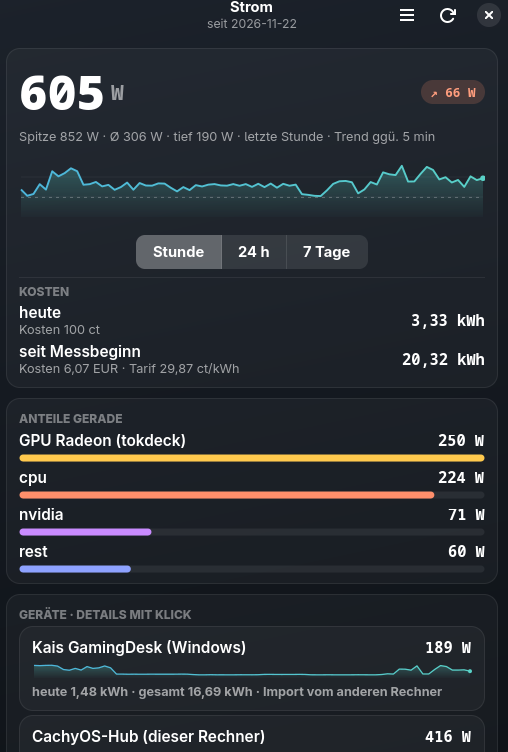 Strom
seit 2026-11-22
605 W
↗ 66 W
Spitze 852 W · Ø 306 W · tief 190 W · letzte Stunde · Trend ggü. 5 min
Stunde 24 h 7 Tage
KOSTEN
heute
3,33 kWh
Kosten 100 ct
seit Messbeginn
20,32 kWh
Kosten 6,07 EUR · Tarif 29,87 ct/kWh
ANTEILE GERADE
GPU Radeon (tokdeck) 250 W
cpu 224 W
nvidia 71 W
rest 60 W
GERÄTE · DETAILS MIT KLICK
Kais GamingDesk (Windows) 189 W
heute 1,48 kWh · gesamt 16,69 kWh · Import vom anderen Rechner
CachyOS-Hub (dieser Rechner) 416 W